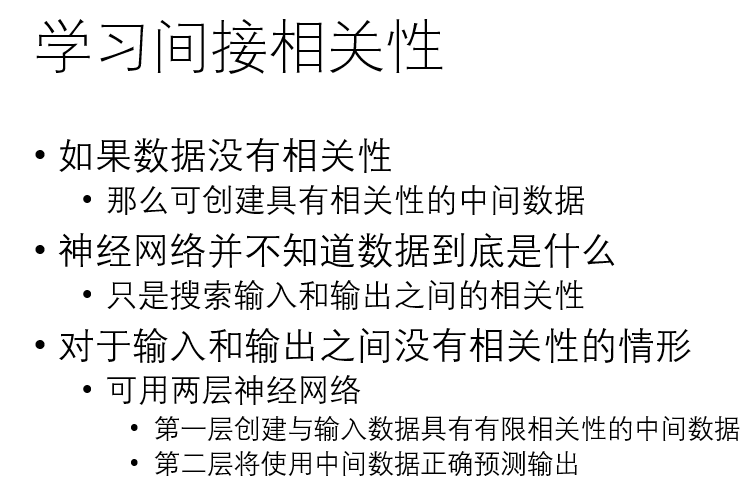 学习间接相关性
• 如果数据没有相关性
• 那么可创建具有相关性的中间数据
• 神经网络并不知道数据到底是什么
• 只是搜索输入和输出之间的相关性
• 对于输入和输出之间没有相关性的情形
• 可用两层神经网络
• 第一层创建与输入数据具有有限相关性的中间数据
• 第二层将使用中间数据正确预测输出